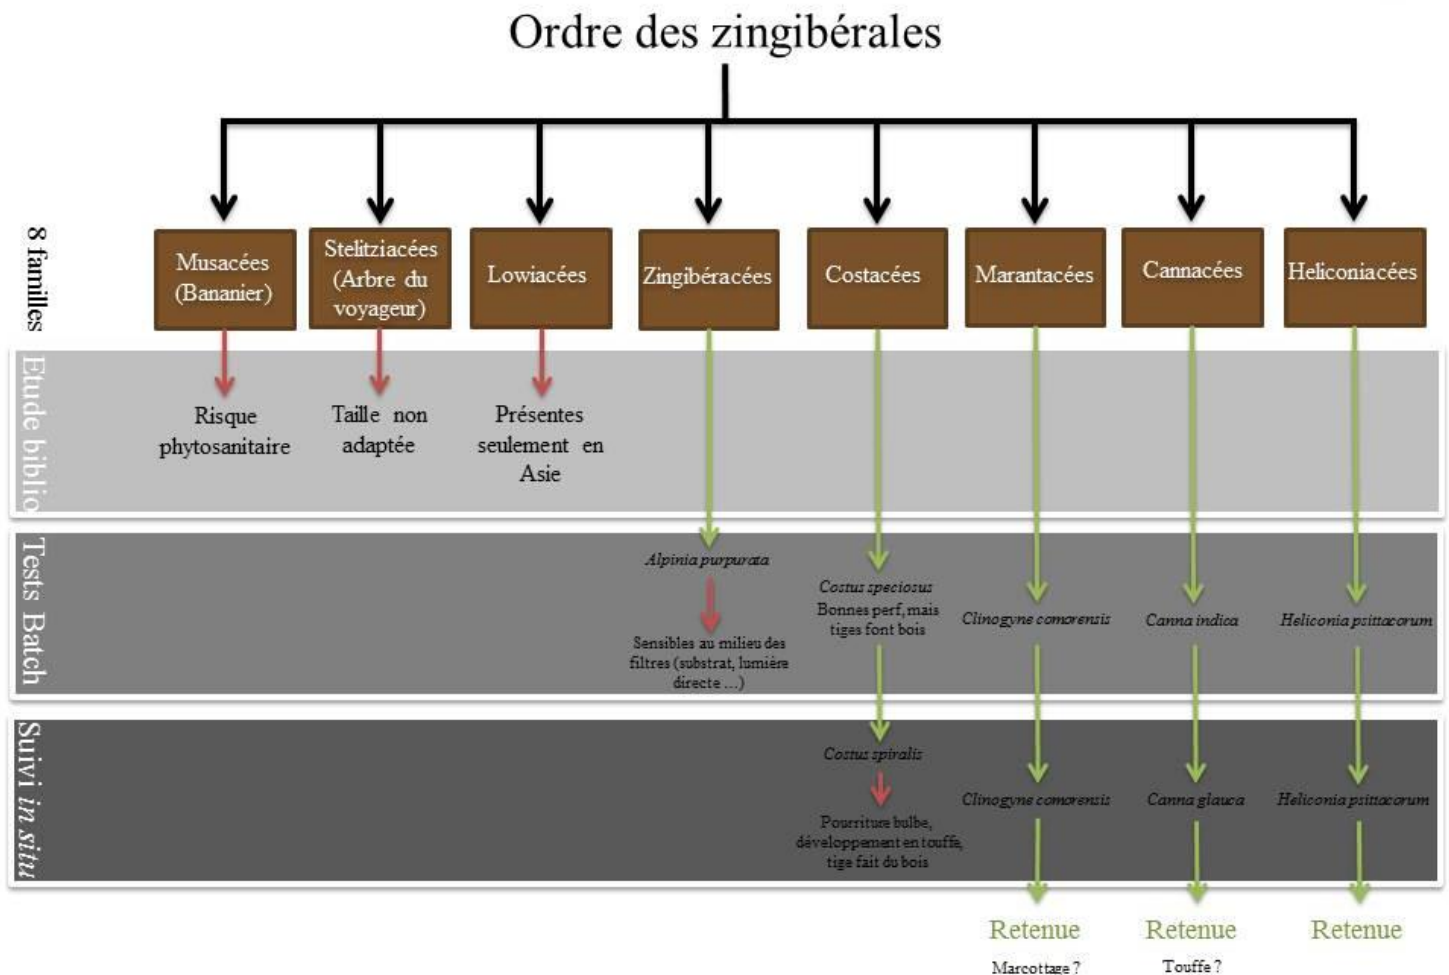 Ordre des zingibérales
8 familles
Musacées
(Bananier)
Stelitziacées
(Arbre du
voyageur)
Lowiacées
Zingibéracées
Costacées
Marantacées
Cannacées
Heliconiacées
Etude biblio
Risque
phytosanitaire
Taille non
adaptée
Présentes
seulement en
Asie
Tests Batch
Alpinia purpurata
Sensibles au milieu des
filtres (substrat, lumière
directe ...)
Costus speciosus
Bonnes perf, mais
tiges font bois
Clinogyne comorensis
Canna indica
Heliconia psittacorum
Suivi in situ
Costus spiralis
Pourriture bulbe,
développement en touffe,
tige fait du bois
Clinogyne comorensis
Canna glauca
Heliconia psittacorum
Retenue
Marcottage ?
Retenue
Touffe ?
Retenue